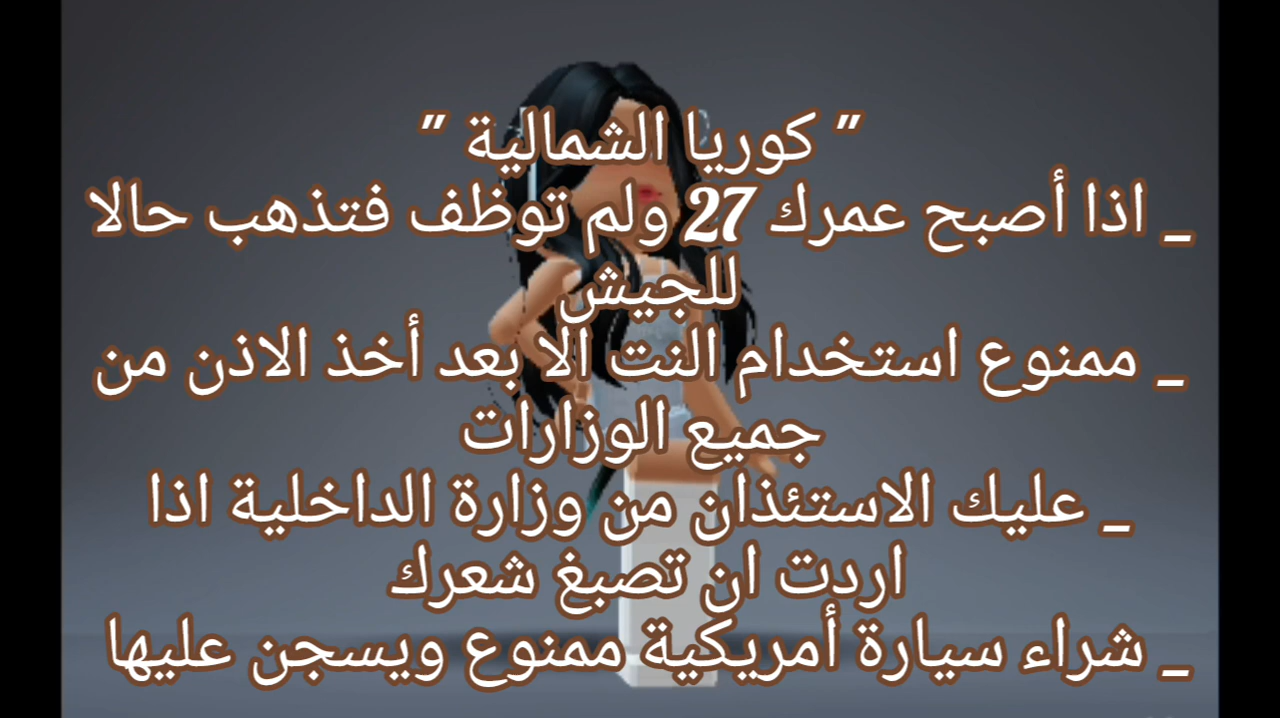 " كوريا الشمالية "
_ اذا أصبح عمرك 27 ولم توظف فتذهب حالا
للجيش
_ ممنوع استخدام النت الا بعد أخذ الاذن من
جميع الوزارات
_ عليك الاستئذان من وزارة الداخلية اذا
اردت ان تصبغ شعرك
_ شراء سيارة أمريكية ممنوع ويسجن عليها